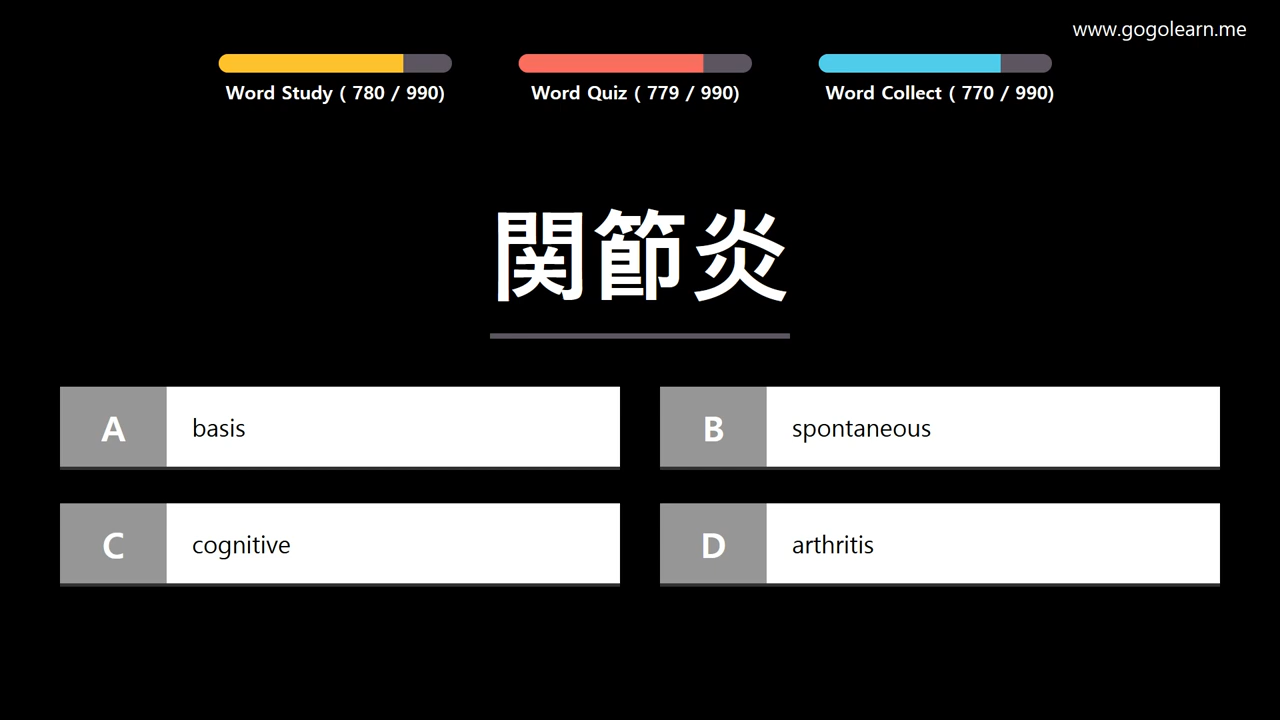 www.gogolearn.me
Word Study ( 780 / 990)
Word Quiz ( 779 / 990)
Word Collect ( 770 / 990)
関節炎
A basis
B spontaneous
C cognitive
D arthritis